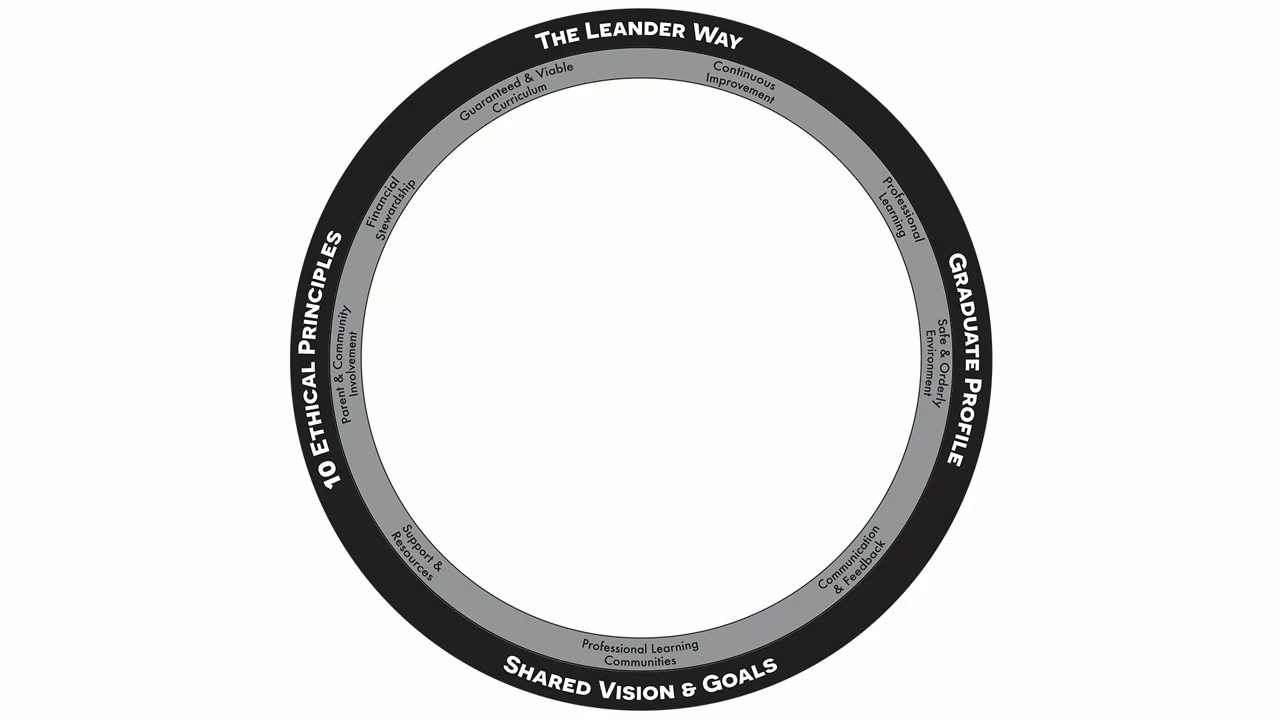 THE LEANDER WAY
GRADUATE PROFILE
SHARED VISION & GOALS
10 ETHICAL PRINCIPLES
Guaranteed & Viable
Curriculum
Continuous
Improvement
Professional
Learning
Safe & Orderly
Environment
Communication
& Feedback
Professional Learning
Communities
Support &
Resources
Parent & Community
Involvement
Financial
Stewardship